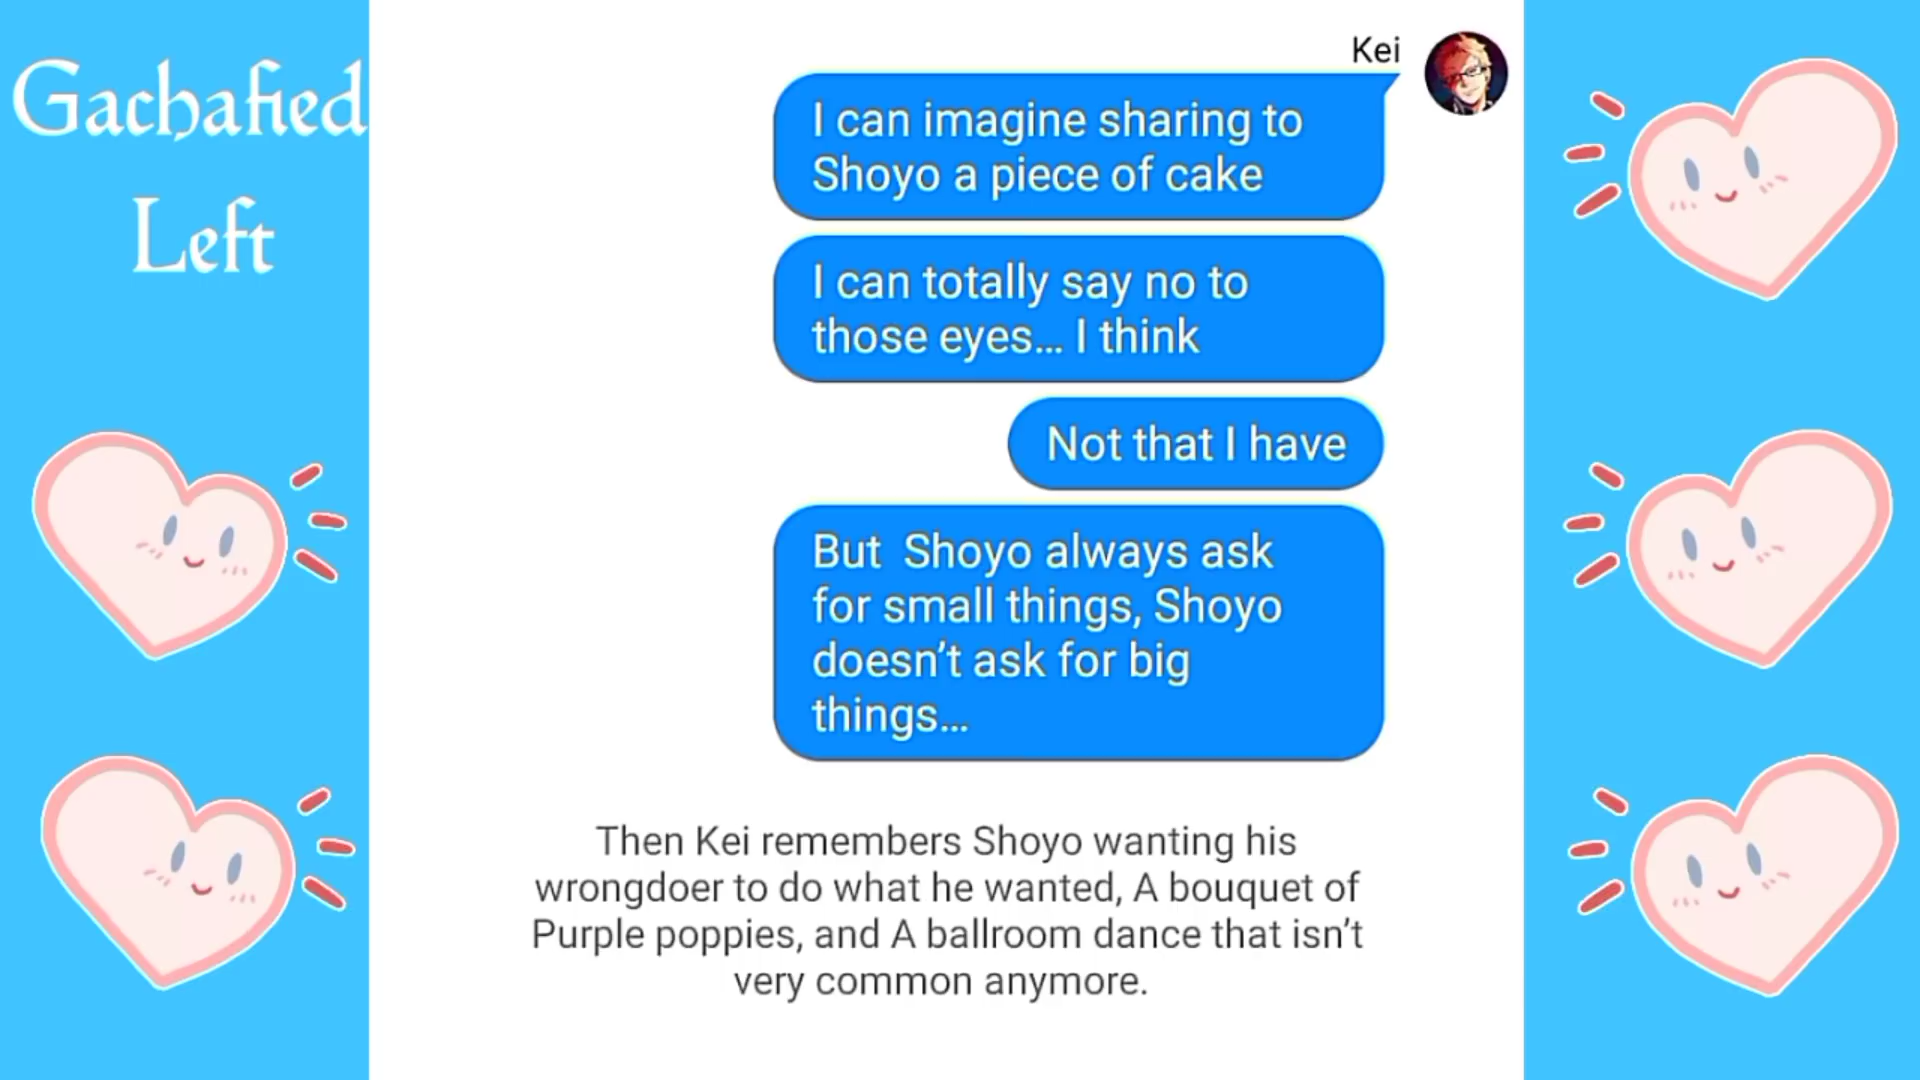 Gachafied
Left
Kei
I can imagine sharing to
Shoyo a piece of cake
I can totally say no to
those eyes... I think
Not that I have
But  Shoyo always ask
for small things, Shoyo
doesn’t ask for big
things...
Then Kei remembers Shoyo wanting his
wrongdoer to do what he wanted, A bouquet of
Purple poppies, and A ballroom dance that isn’t
very common anymore.